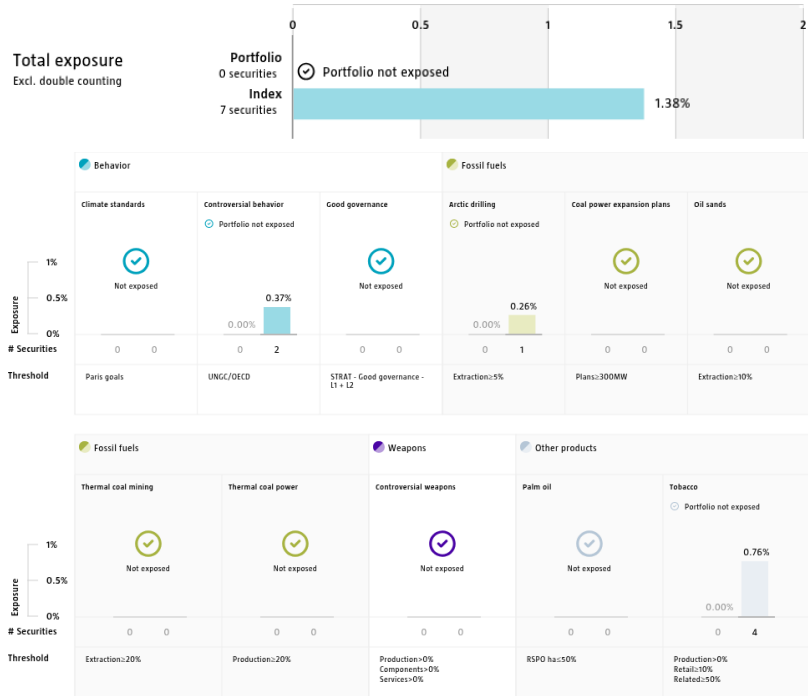 0 0.5 1 1.5 2
Total exposure
Excl. double counting
Portfolio
0 securities
Portfolio not exposed
Index
7 securities
1.38%
Behavior Fossil fuels
Climate standards Controversial behavior Good governance Arctic drilling Coal power expansion plans Oil sands
Portfolio not exposed Portfolio not exposed
Not exposed Not exposed Not exposed Not exposed
Exposure
1%
0.5%
0%
0.00% 0.37% 0.00% 0.26%
# Securities 0 0 0 2 0 0 0 1 0 0 0 0
Threshold Paris goals UNGC/OECD STRAT - Good governance - Extraction≥5% Plans≥300MW Extraction≥10%
L1 + L2
Fossil fuels Weapons Other products
Thermal coal mining Thermal coal power Controversial weapons Palm oil Tobacco
Portfolio not exposed
Not exposed Not exposed Not exposed Not exposed
Exposure
1%
0.5%
0%
0.00% 0.76%
# Securities 0 0 0 0 0 0 0 0 0 4
Threshold Extraction≥20% Production≥20% Production>0% RSPO ha≤50% Production>0%
Components>0% Retail≥10%
Services>0% Related≥50%